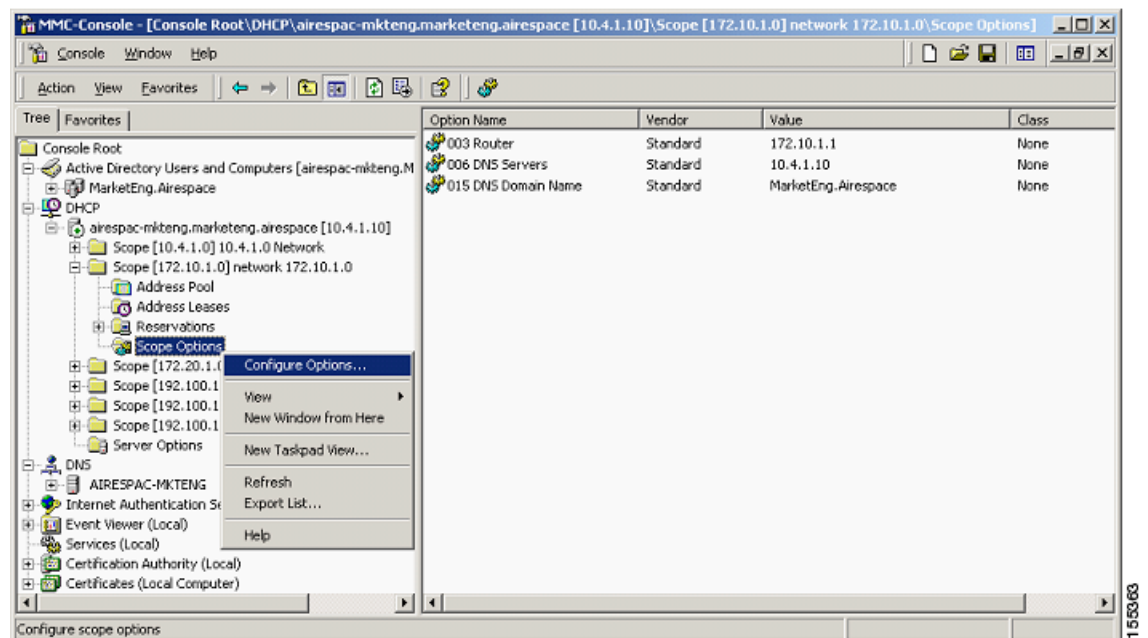 MMC-Console - [Console Root\DHCP\airespac-mkteng.marketeng.airespace [10.4.1.10]\Scope [172.10.1.0] network 172.10.1.0\Scope Options]
Console Window Help
Action View Favorites
Tree Favorites
Option Name Vendor Value Class
003 Router Standard 172.10.1.1 None
006 DNS Servers Standard 10.4.1.10 None
015 DNS Domain Name Standard MarketEng.Airespace None
Console Root
Active Directory Users and Computers [airespac-mkteng.M
MarketEng.Airespace
DHCP
airespac-mkteng.marketeng.airespace [10.4.1.10]
Scope [10.4.1.0] 10.4.1.0 Network
Scope [172.10.1.0] network 172.10.1.0
Address Pool
Address Leases
Reservations
Scope Options
Scope [172.20.1.
Scope [192.100.1
Scope [192.100.1
Scope [192.100.1
Server Options
DNS
AIRESPAC-MKTENG
Internet Authentication Se
Event Viewer (Local)
Services (Local)
Certification Authority (Local)
Certificates (Local Computer)
Configure Options...
View
New Window from Here
New Taskpad View...
Refresh
Export List...
Help
Configure scope options
155363